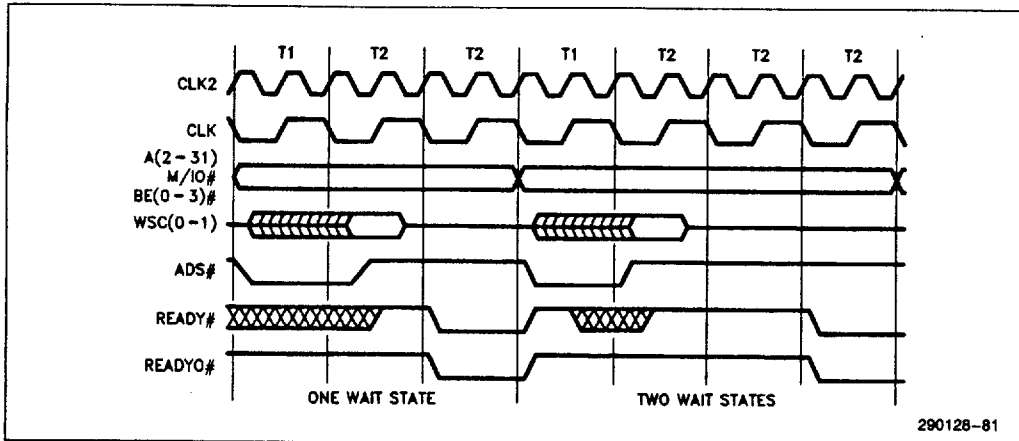 T1 T2 T2 T1 T2 T2 T2
CLK2
CLK
A(2-31)
M/IO#
BE(0-3)#
WSC(0-1)
ADS#
READY#
READYO#
ONE WAIT STATE TWO WAIT STATES
290128-81